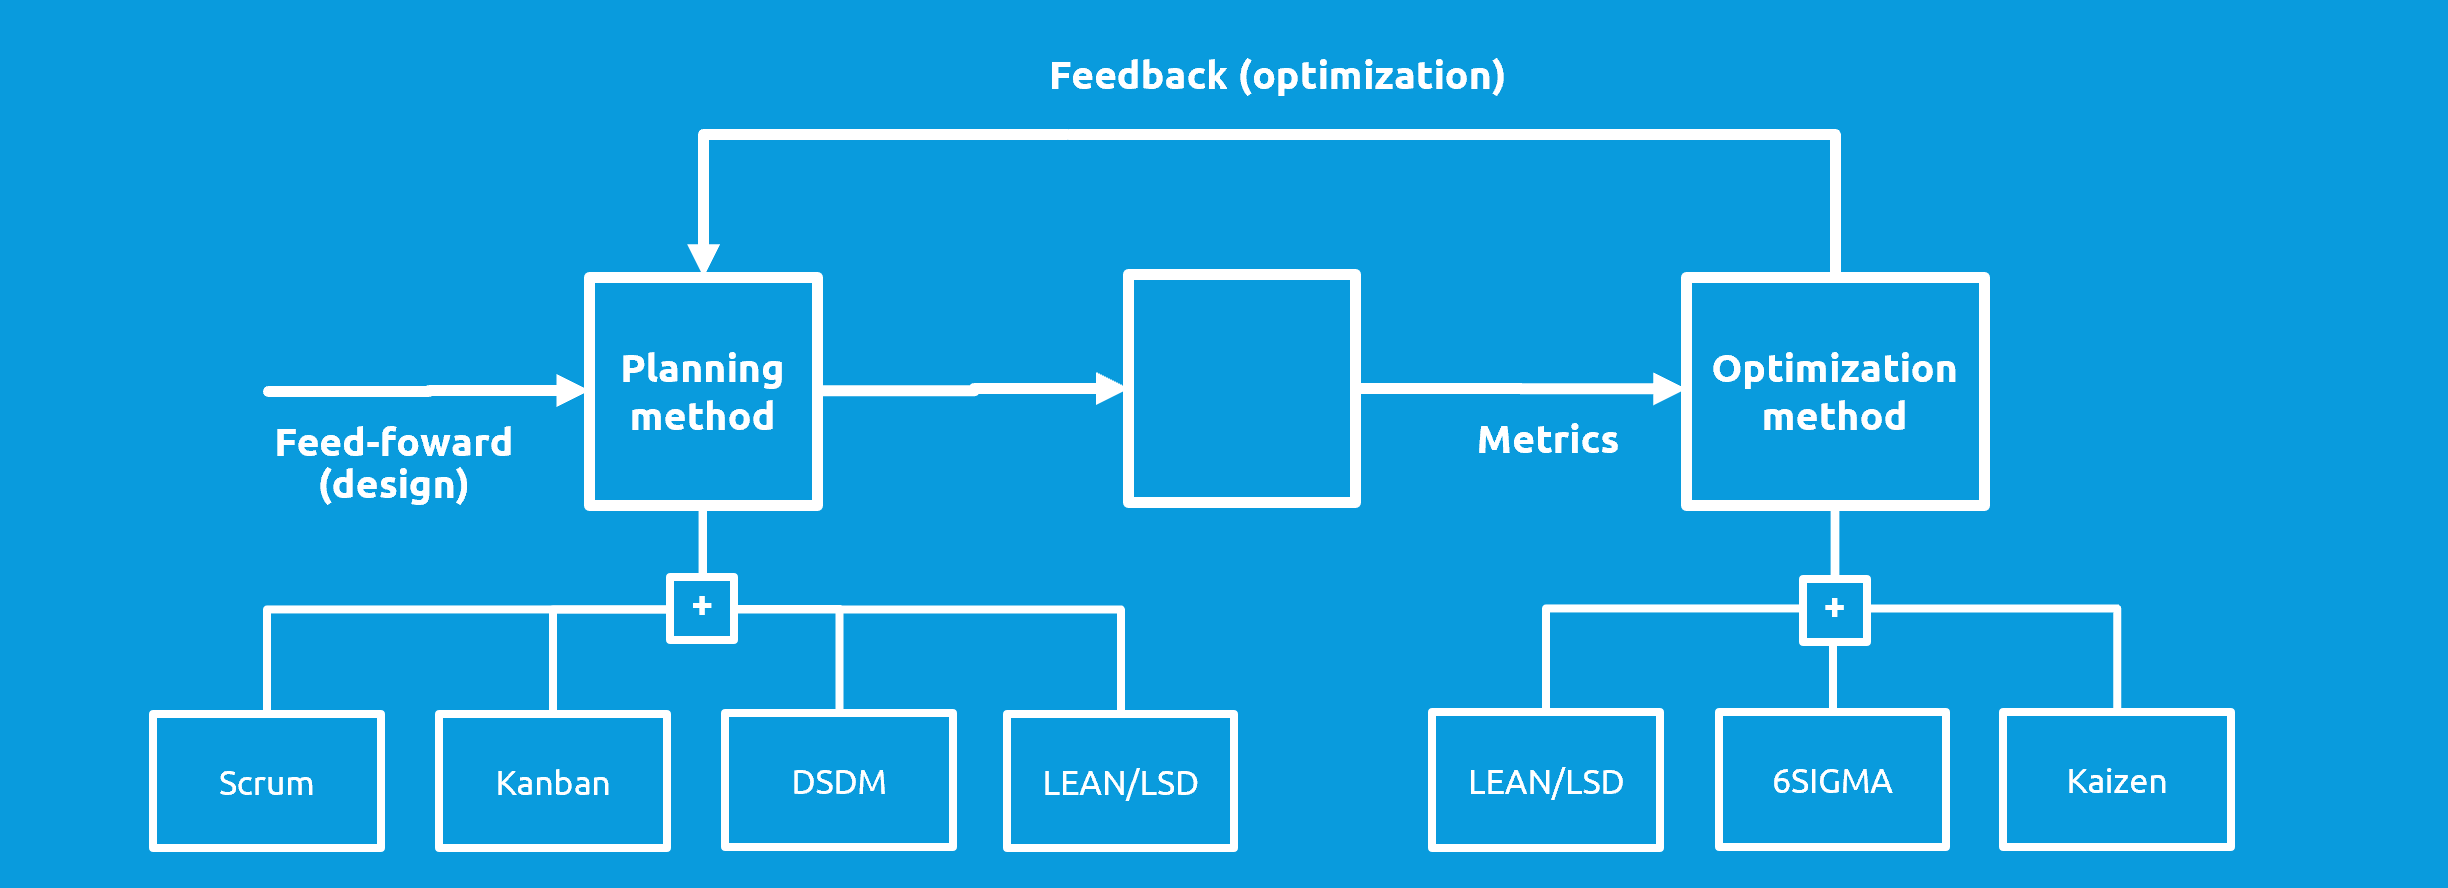 Feedback (optimization)
Planning
method
Optimization
method
Feed-foward
(design)
Metrics
+
+
Scrum
Kanban
DSDM
LEAN/LSD
LEAN/LSD
6SIGMA
Kaizen